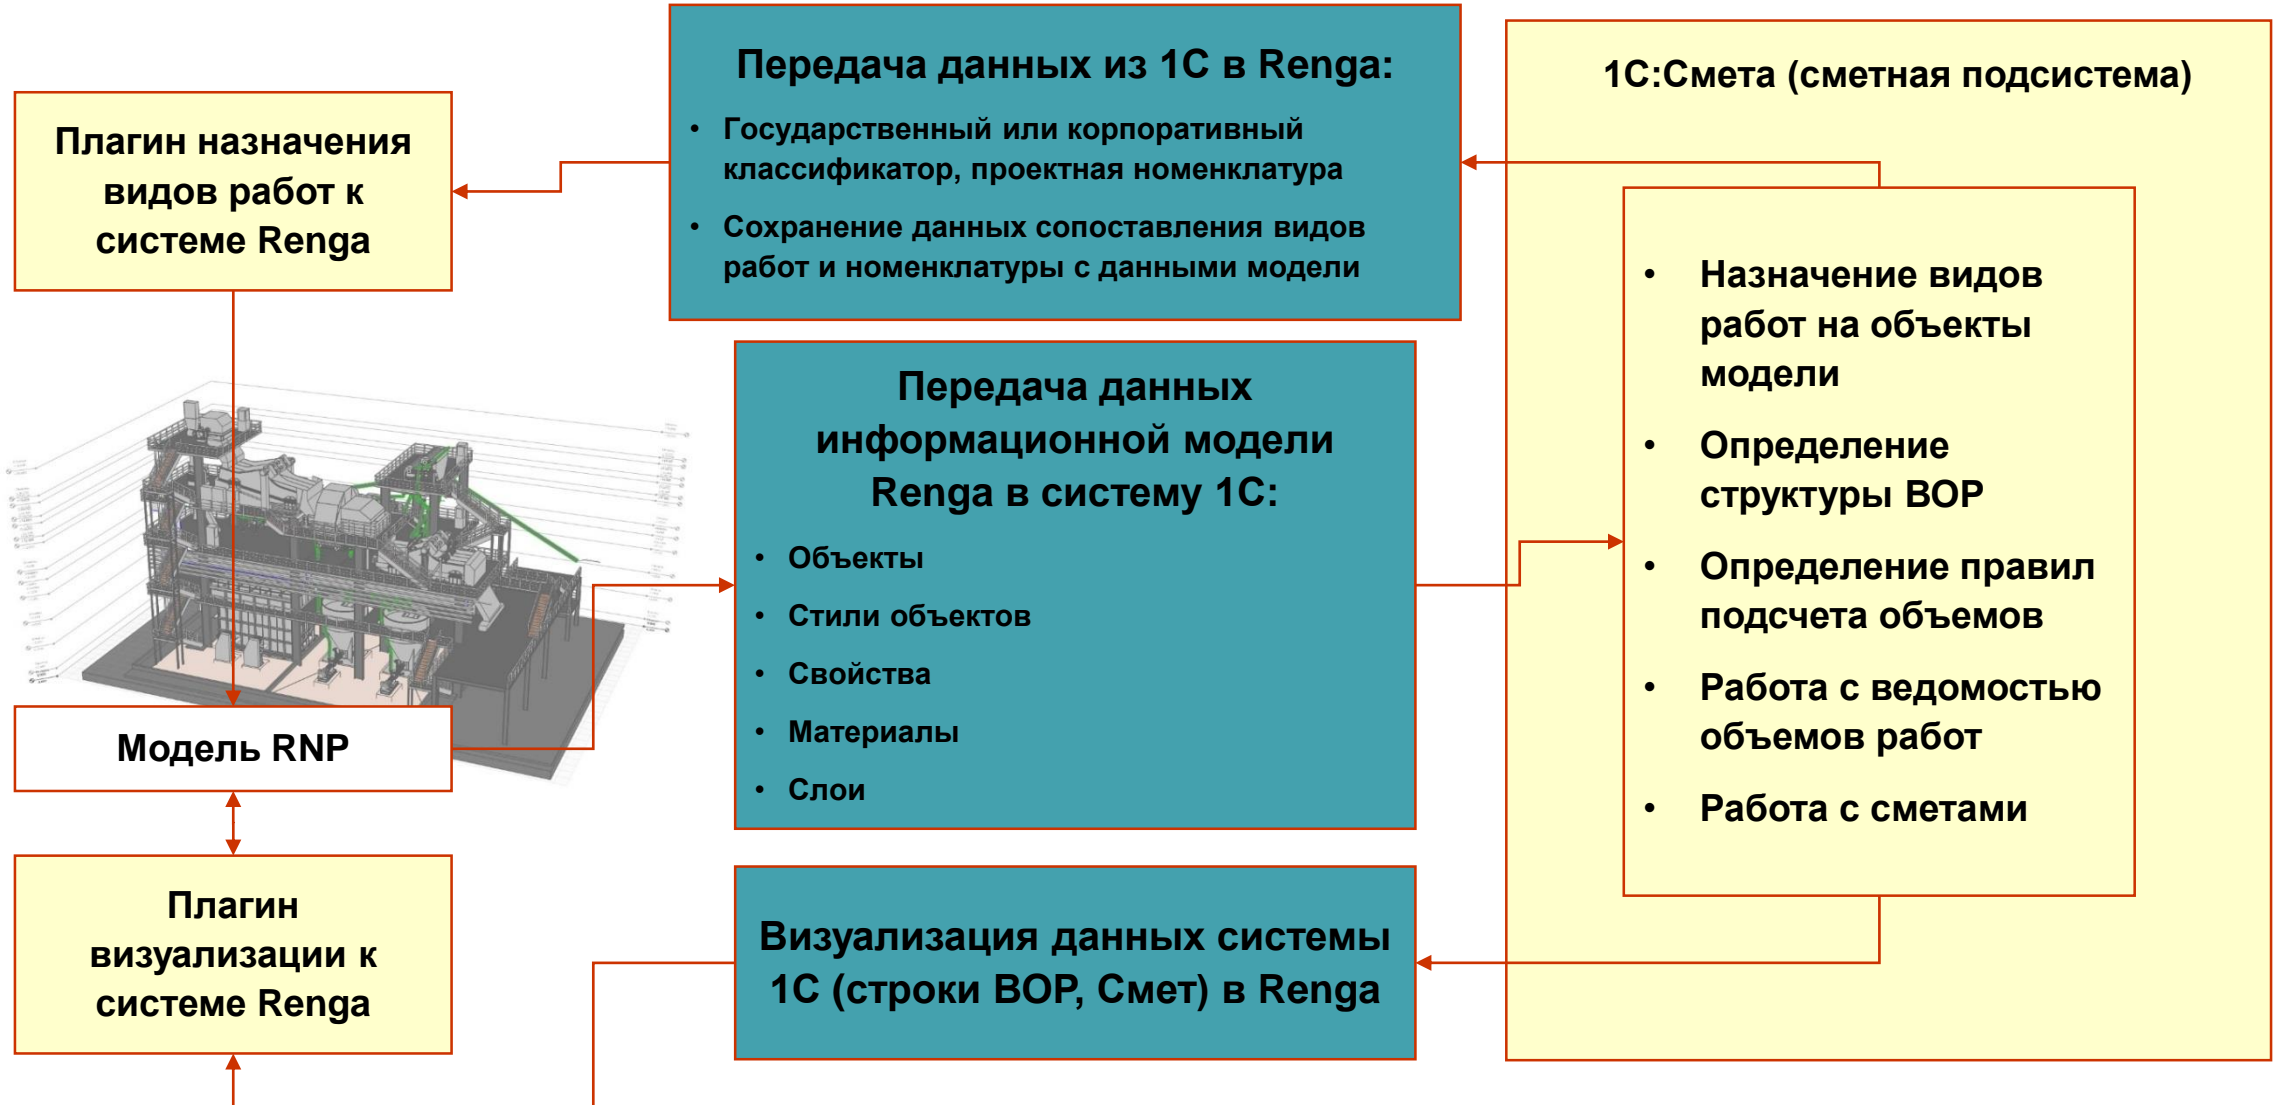 Передача данных из 1С в Renga:
• Государственный или корпоративный
классификатор, проектная номенклатура
• Сохранение данных сопоставления видов
работ и номенклатуры с данными модели
Плагин назначения
видов работ к
системе Renga
1С:Смета (сметная подсистема)
• Назначение видов
работ на объекты
модели
• Определение
структуры ВОР
• Определение правил
подсчета объемов
• Работа с ведомостью
объемов работ
• Работа с сметами
Передача данных
информационной модели
Renga в систему 1С:
• Объекты
• Стили объектов
• Свойства
• Материалы
• Слои
Модель RNP
Плагин
визуализации к
системе Renga
Визуализация данных системы
1С (строки ВОР, Смет) в Renga